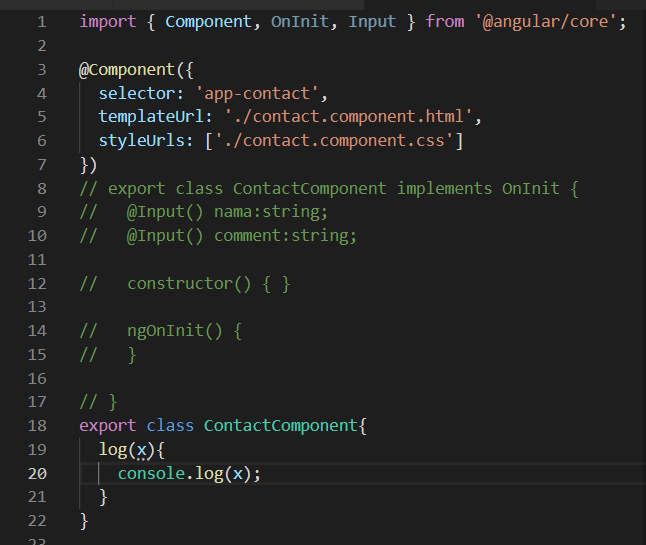 1 import { Component, OnInit, Input } from '@angular/core';
2
3 @Component({
4 selector: 'app-contact',
5 templateUrl: './contact.component.html',
6 styleUrls: ['./contact.component.css']
7 })
8 // export class ContactComponent implements OnInit {
9 // @Input() nama:string;
10 // @Input() comment:string;
11
12 // constructor() { }
13
14 // ngOnInit() {
15 // }
16
17 // }
18 export class ContactComponent{
19 log(x){
20 console.log(x);
21 }
22 }
23